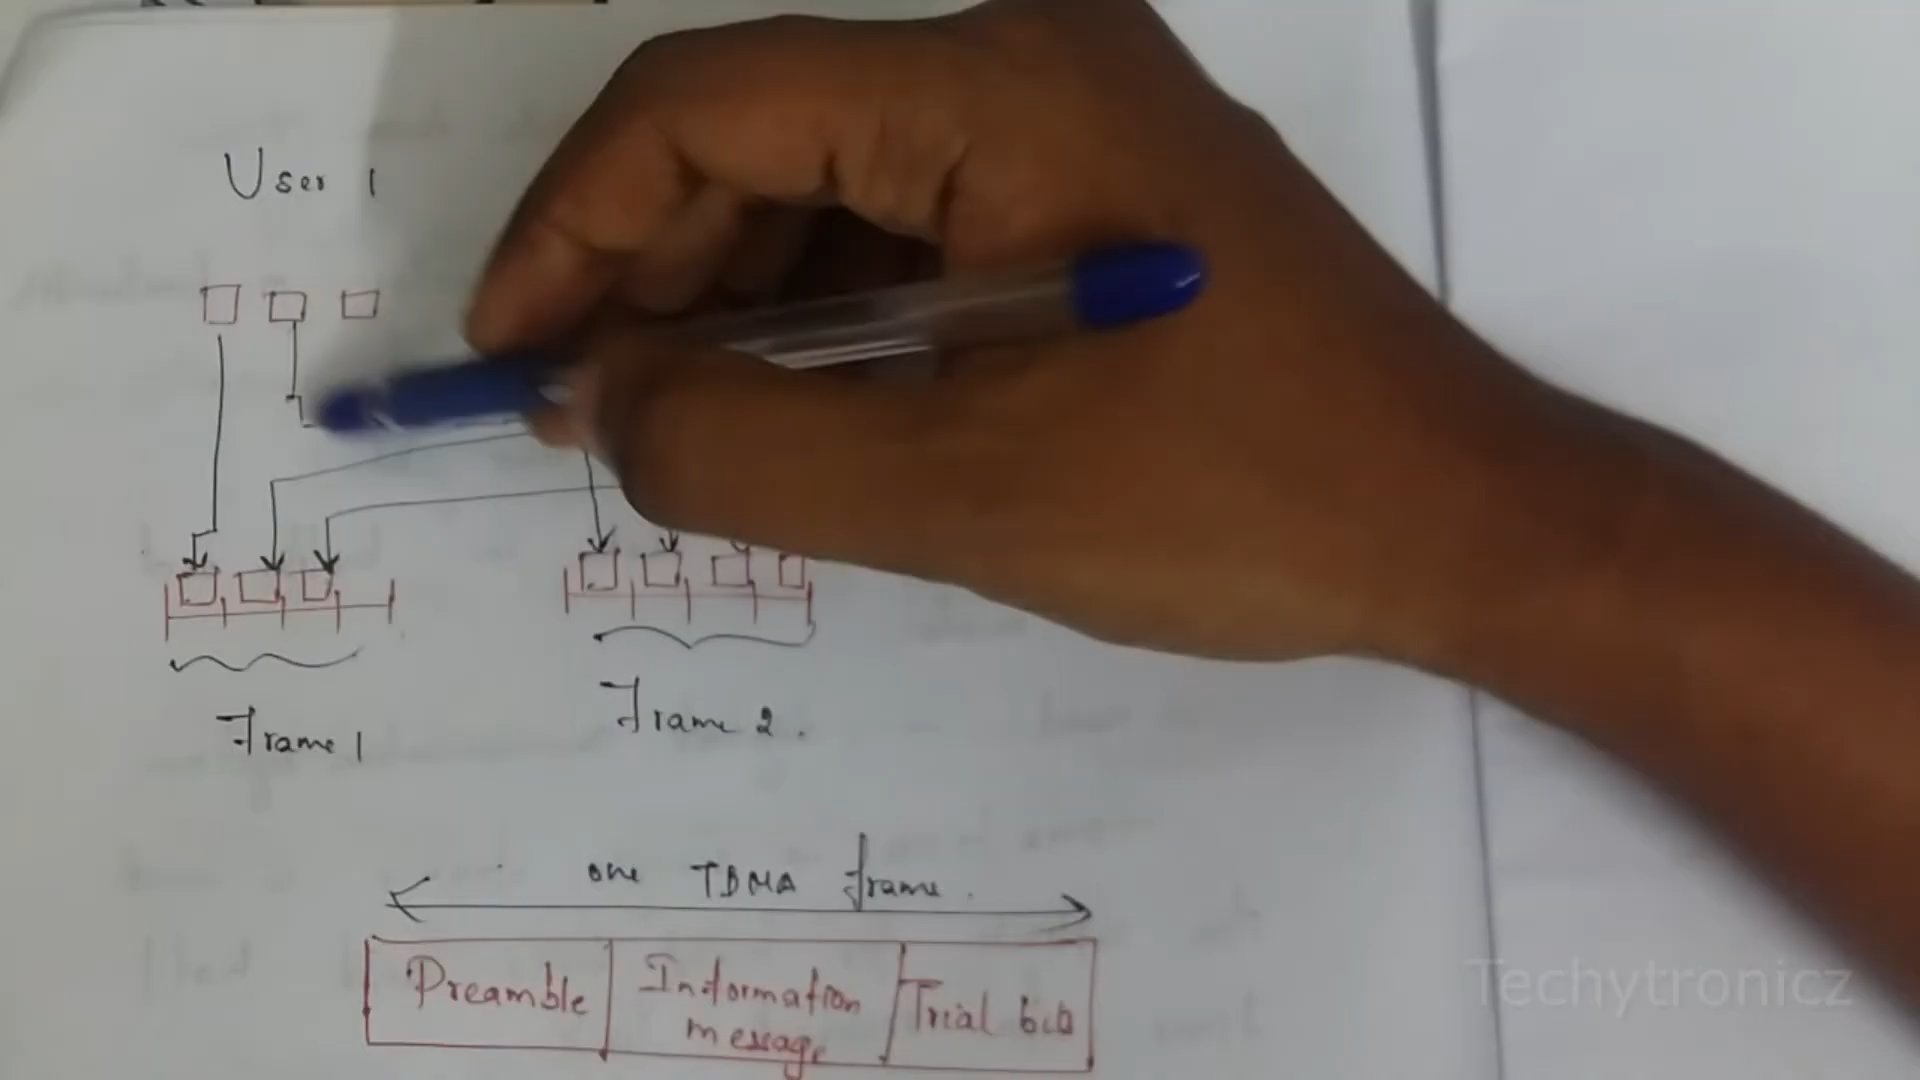 User 1
Frame 1
Frame 2.
one TDMA frame.
Preamble
Information
message
Trial bits
Techytronicz